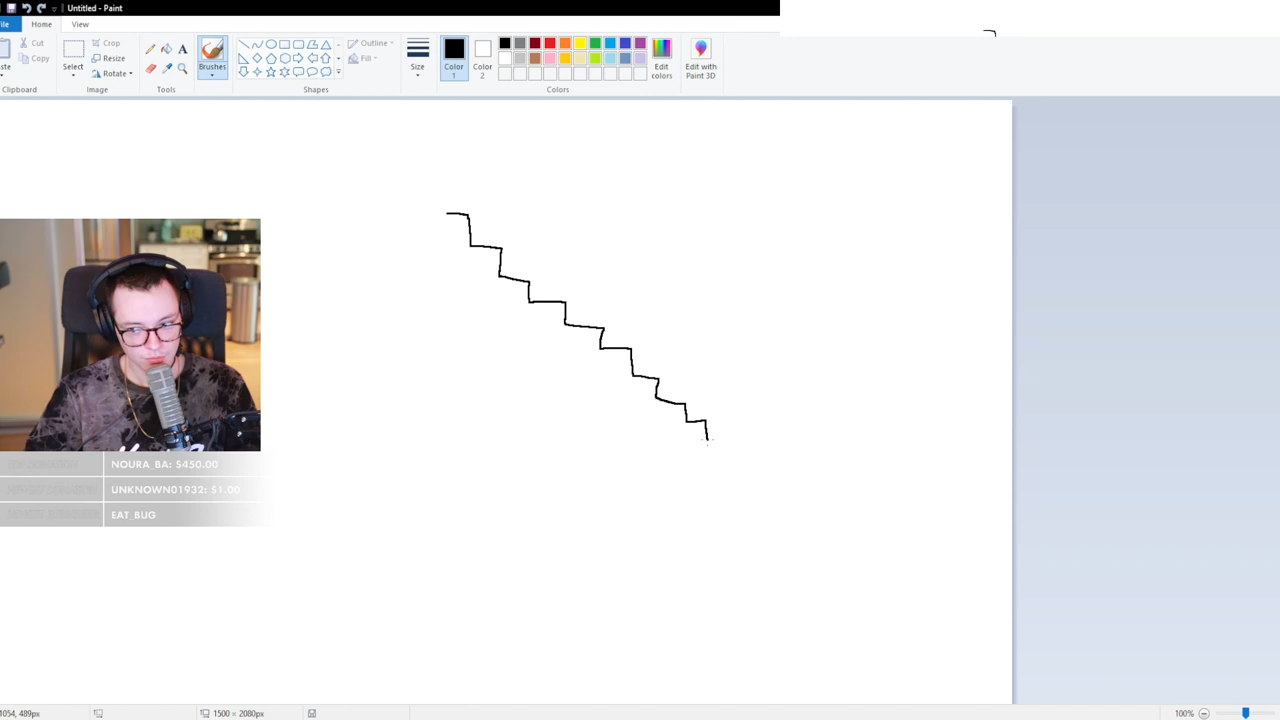 Untitled - Paint
ile
Home
View
ste
Cut
Copy
Clipboard
Select
Crop
Resize
Rotate
Image
A
Tools
Brushes
Outline
Fill
Shapes
Size
Color
1
Color
2
Edit
colors
Edit with
Paint 3D
Colors
NOURA_BA: $450.00
UNKNOWN01932: $1.00
EAT_BUG
1054, 489px
1500 × 2080px
100%